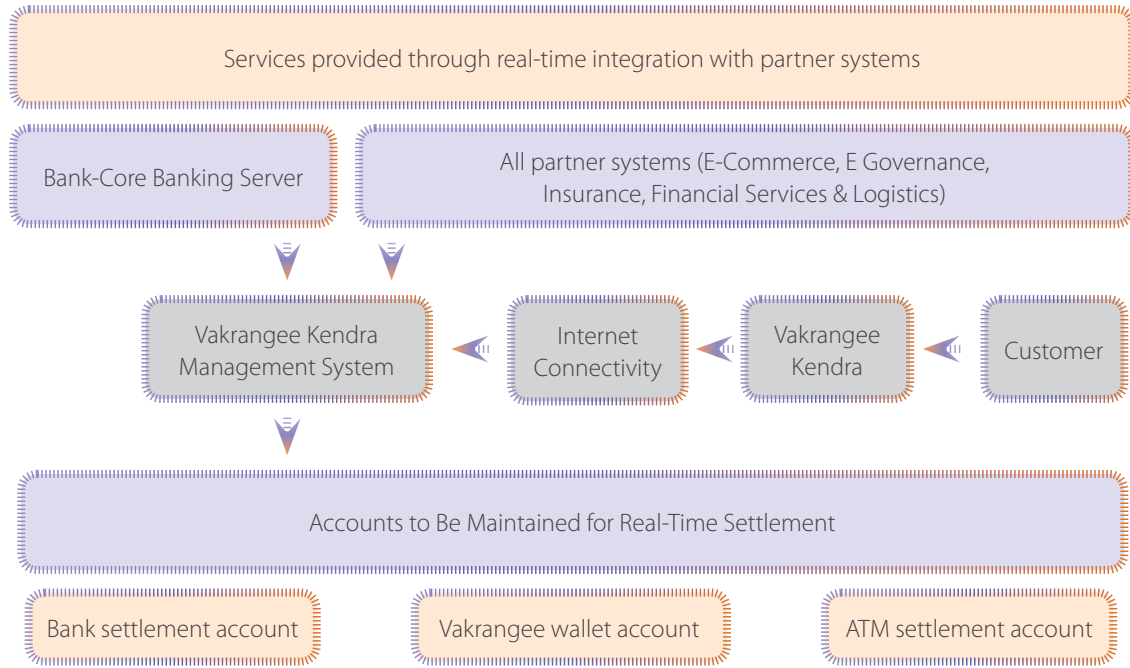 Services provided through real-time integration with partner systems
Bank-Core Banking Server
All partner systems (E-Commerce, E Governance,
Insurance, Financial Services & Logistics)
Vakrangee Kendra
Management System
Internet
Connectivity
Vakrangee
Kendra
Customer
Accounts to Be Maintained for Real-Time Settlement
Bank settlement account
Vakrangee wallet account
ATM settlement account